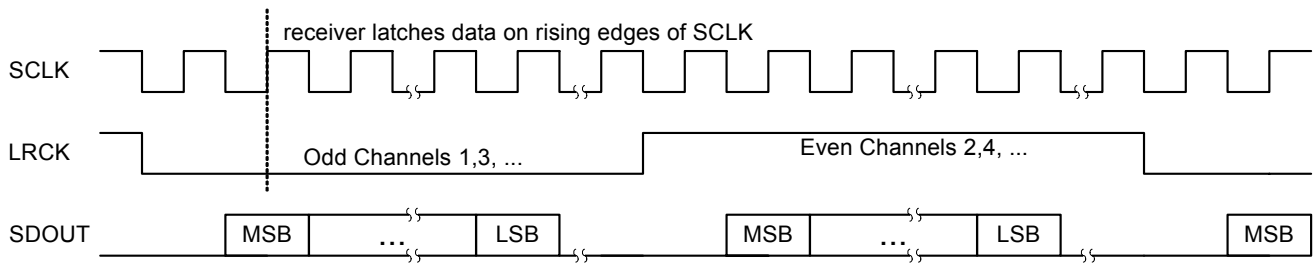 receiver latches data on rising edges of SCLK
SCLK
LRCK
Odd Channels 1,3, ...
Even Channels 2,4, ...
SDOUT
MSB ... LSB MSB ... LSB MSB